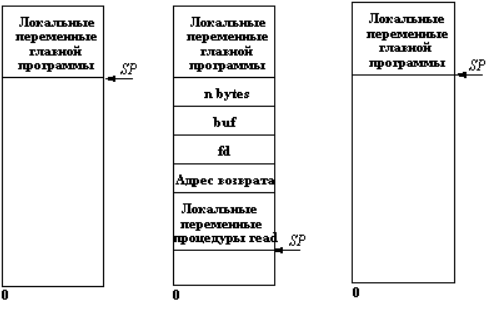 Локальные
переменные
главной
программы
SP
0
Локальные
переменные
главной
программы
n bytes
buf
fd
Адрес возврата
Локальные
переменные
процедуры read
SP
0
Локальные
переменные
главной
программы
SP
0